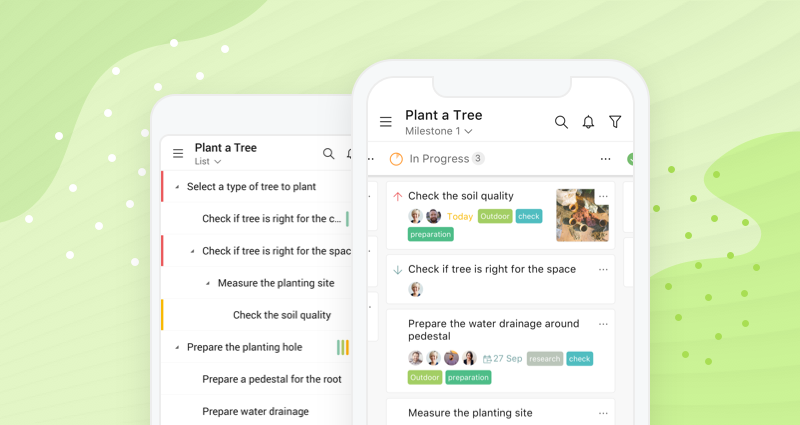 Plant a Tree
List
Select a type of tree to plant
Check if tree is right for the c...
Check if tree is right for the spac
Measure the planting site
Check the soil quality
Prepare the planting hole
Prepare a pedestal for the root
Prepare water drainage
Plant a Tree
Milestone 1
In Progress 3
Check the soil quality
Today Outdoor check
preparation
Check if tree is right for the space
Prepare the water drainage around
pedestal
27 Sep research check
Outdoor preparation
Measure the planting site